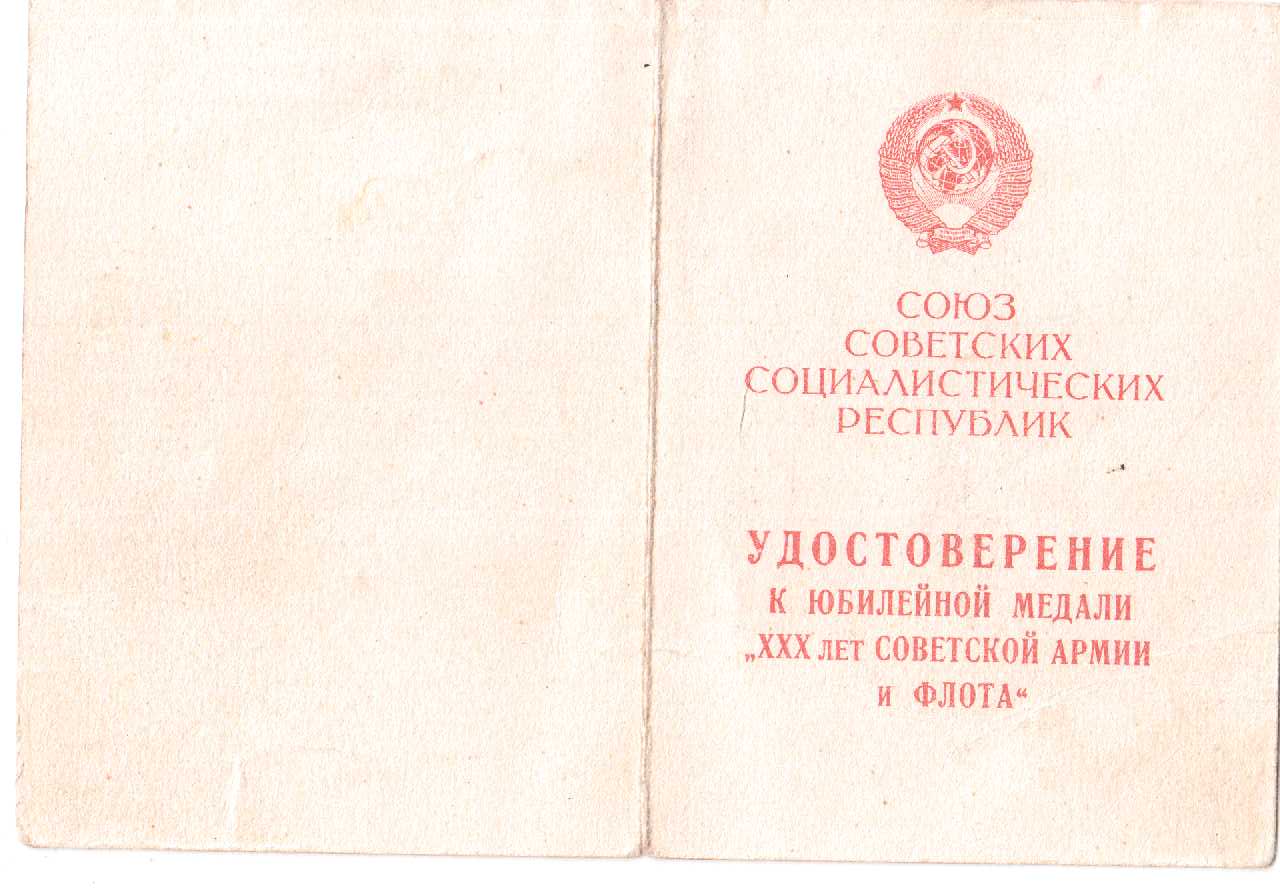 СОЮЗ
СОВЕТСКИХ
СОЦИАЛИСТИЧЕСКИХ
РЕСПУБЛИК
УДОСТОВЕРЕНИЕ
К ЮБИЛЕЙНОЙ МЕДАЛИ
„XXX ЛЕТ СОВЕТСКОЙ АРМИИ
И ФЛОТА“